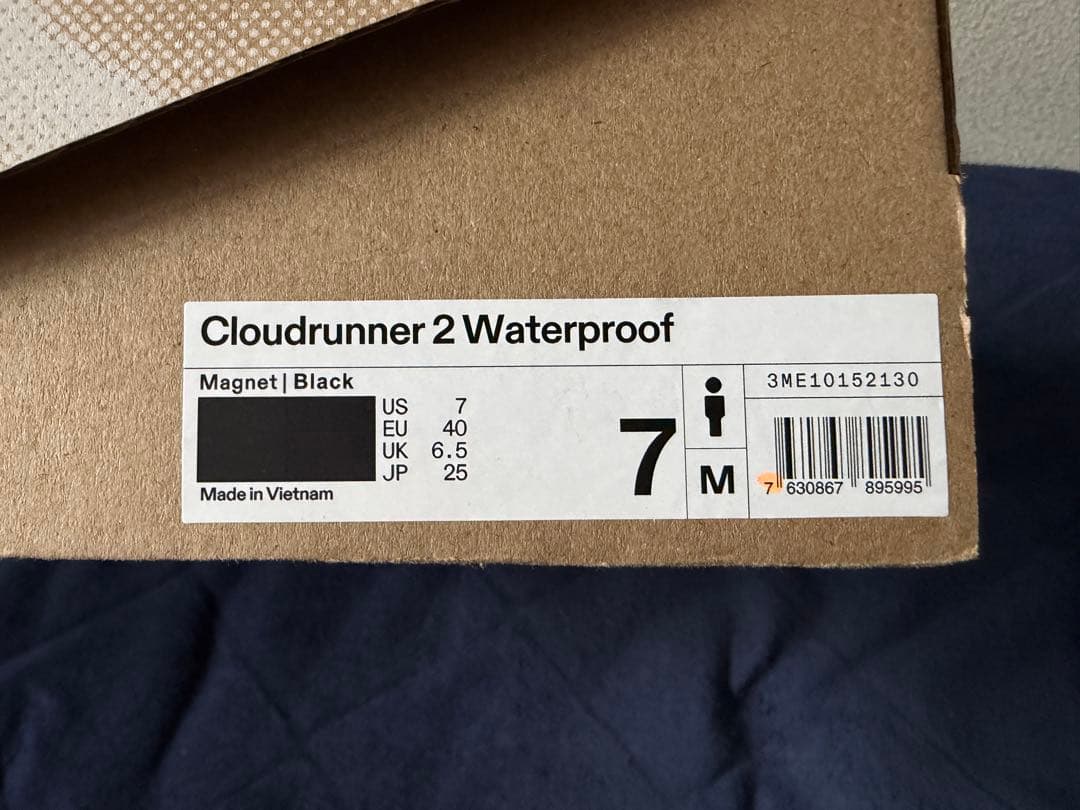 Cloudrunner 2 Waterproof
Magnet | Black
US 7
EU 40
UK 6.5
JP 25
Made in Vietnam
7
M
3ME10152130
7 630867 895995